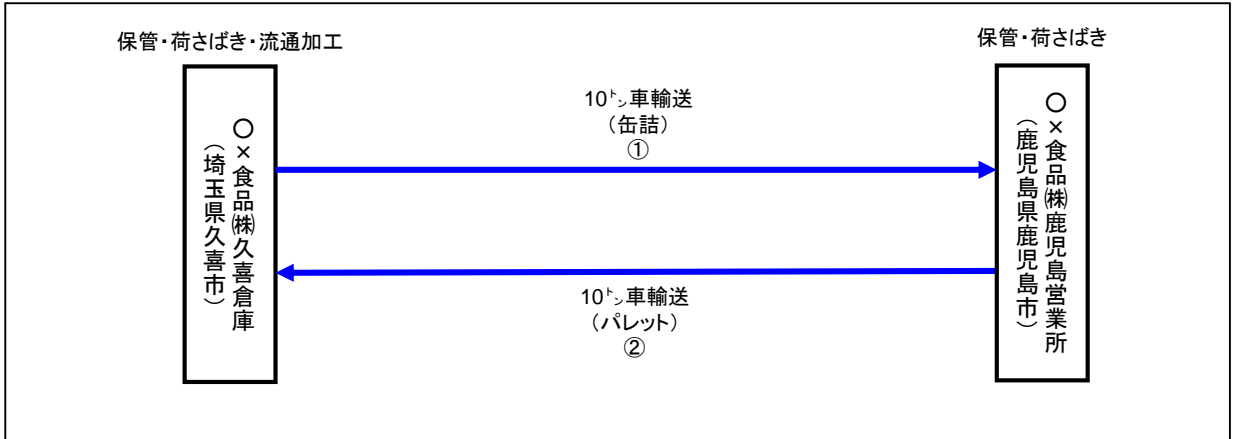 保管・荷さばき・流通加工
保管・荷さばき
○×食品㈱久喜倉庫
（埼玉県久喜市）
10㌧車輸送
（缶詰）
①
10㌧車輸送
（パレット）
②
○×食品㈱鹿児島営業所
（鹿児島県鹿児島市）